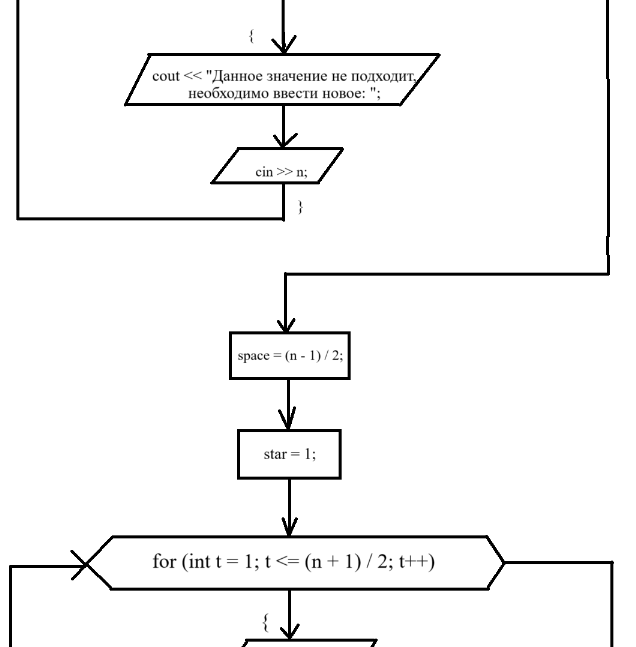 {
cout << "Данное значение не подходит,
необходимо ввести новое: ";
cin >> n;
}
space = (n - 1) / 2;
star = 1;
for (int t = 1; t <= (n + 1) / 2; t++)
{